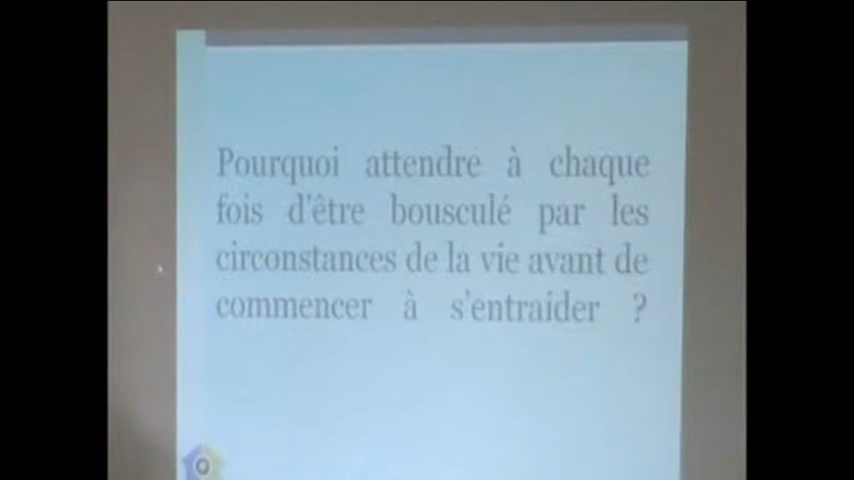 Pourquoi attendre à chaque
fois d'être bousculé par les
circonstances de la vie avant de
commencer à s'entraider ?